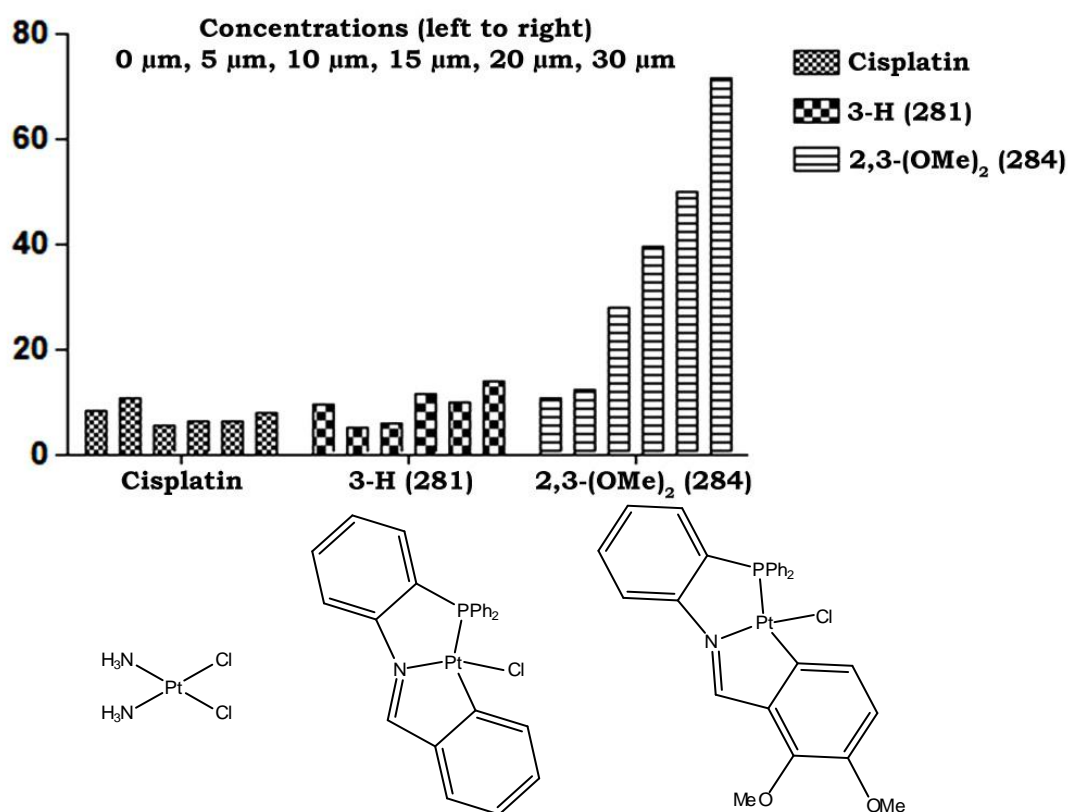 Concentrations (left to right)
0 µm, 5 µm, 10 µm, 15 µm, 20 µm, 30 µm
80
60
40
20
0
Cisplatin
3-H (281)
2,3-(OMe)₂ (284)
Cisplatin
3-H (281)
2,3-(OMe)₂ (284)
H₃N
Cl
Pt
H₃N
Cl
PPh₂
N
Pt
Cl
PPh₂
Pt
Cl
N
MeO
OMe